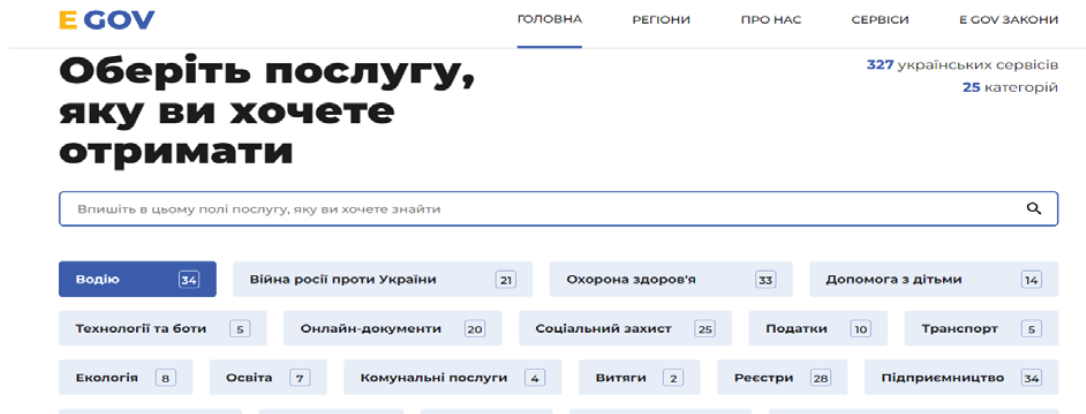 E GOV ГОЛОВНА РЕГІОНИ ПРО НАС СЕРВІСИ E GOV ЗАКОНИ
Оберіть послугу,
яку ви хочете
отримати
327 українських сервісів
25 категорій
Впишіть в цьому полі послугу, яку ви хочете знайти
Водію 34 Війна росії проти України 21 Охорона здоров'я 33 Допомога з дітьми 14
Технології та боти 5 Онлайн-документи 20 Соціальний захист 25 Податки 10 Транспорт 5
Екологія 8 Освіта 7 Комунальні послуги 4 Витяги 2 Реєстри 28 Підприємництво 34